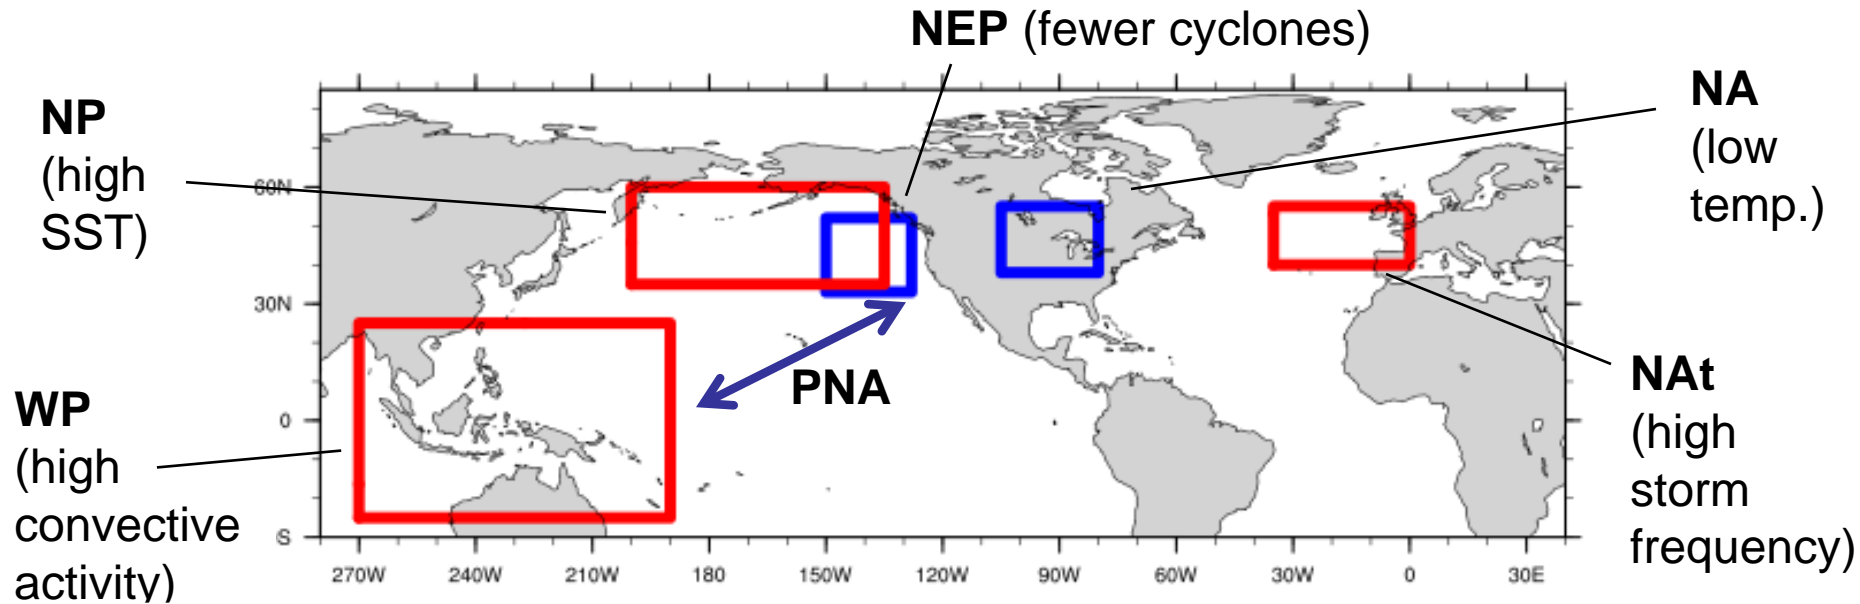 NEP (fewer cyclones)
NP
(high
SST)
NA
(low
temp.)
60N
30N
0
S
PNA
WP
(high
convective
activity)
NAt
(high
storm
frequency)
270W 240W 210W 180 150W 120W 90W 60W 30W 0 30E